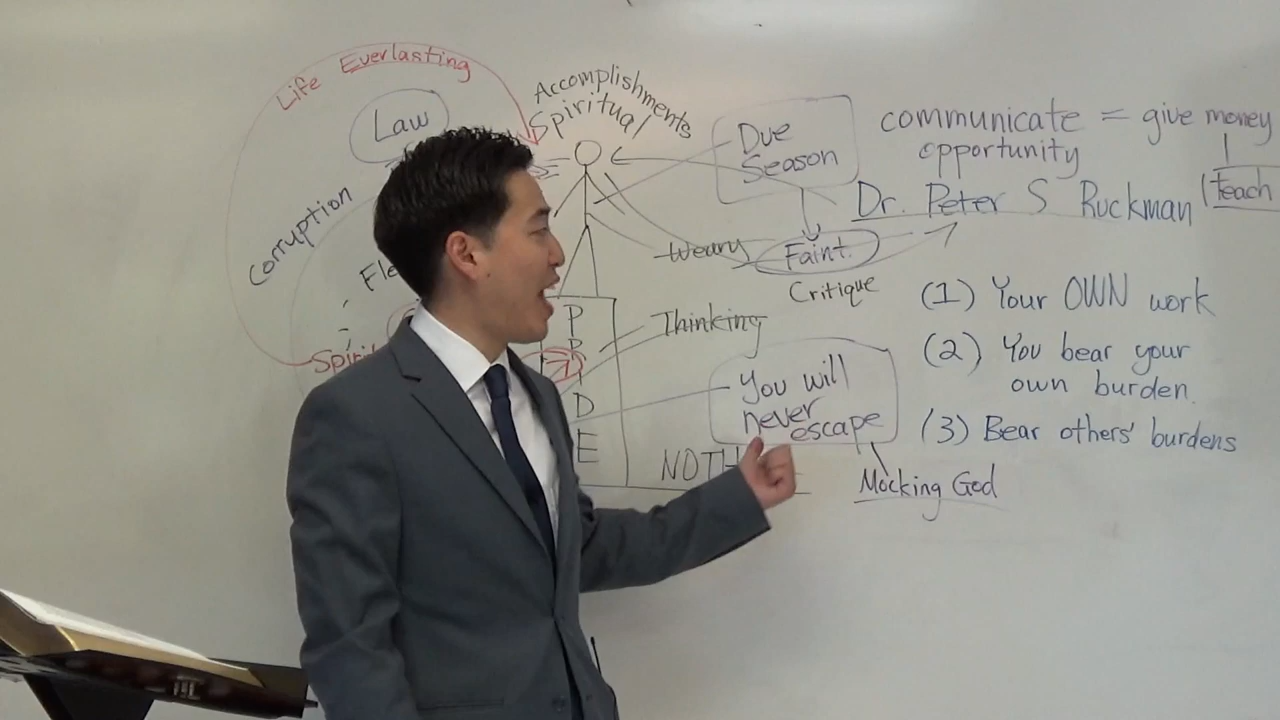 Life Everlasting
Law
Corruption
Accomplishments
Spiritual
Due
Season
communicate = give money
opportunity
teach
Dr. Peter S Ruckman
Weary
Faint.
Critique
Thinking
P
R
D
E
You will
never
escape
Mocking God
(1) Your OWN work
(2) You bear your
own burden.
(3) Bear others' burdens